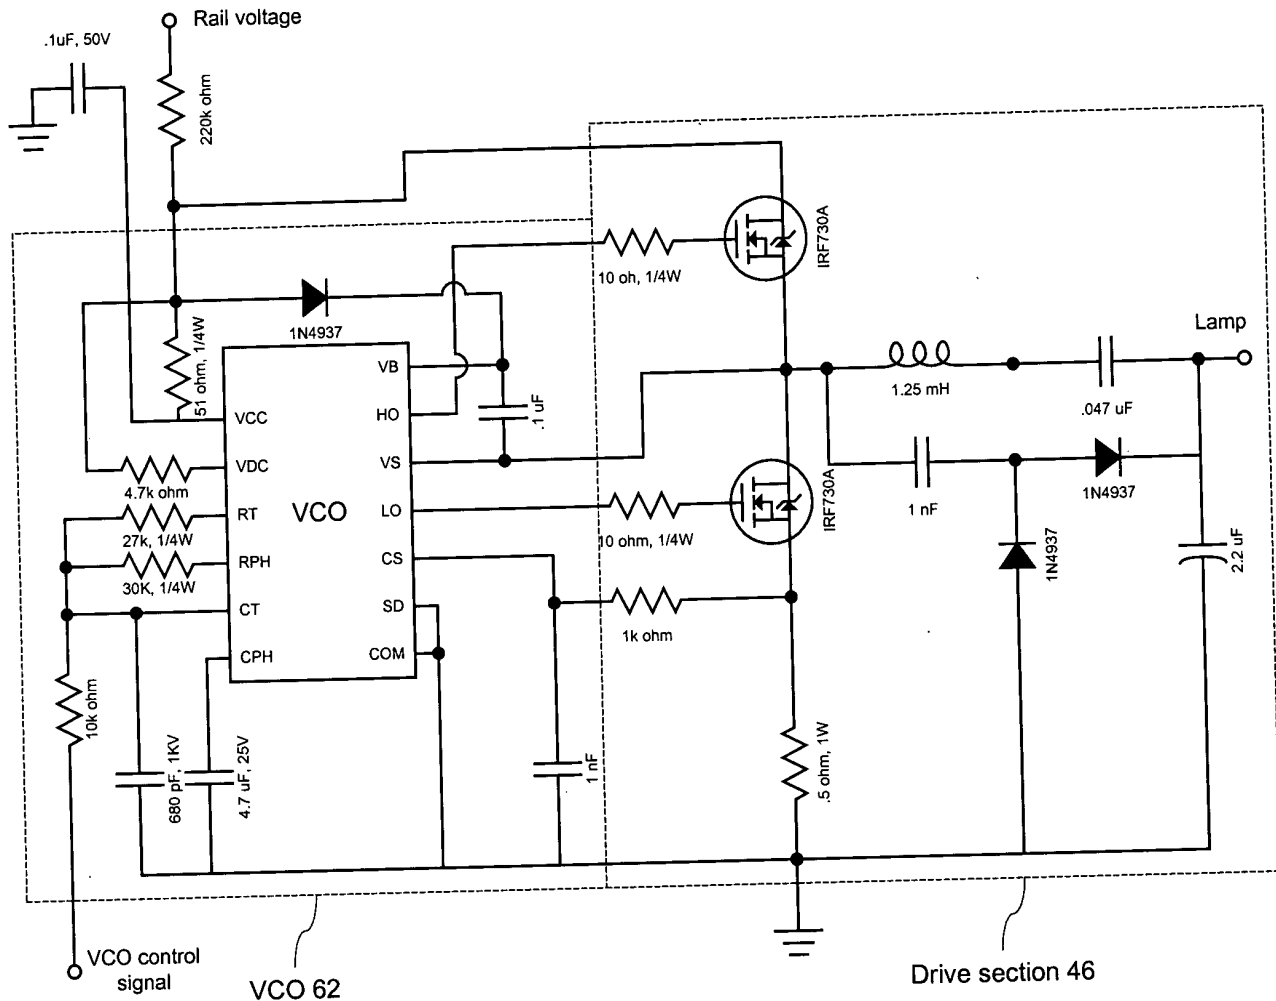 Rail voltage
.1uF, 50V
220k ohm
IRF730A
10 oh, 1/4W
1N4937
51 ohm, 1/4W
Lamp
VB
1.25 mH
.047 uF
VCC
HO
.1 uF
VDC
VS
4.7k ohm
IRF730A
1N4937
1 nF
RT
VCO
LO
27k, 1/4W
10 ohm, 1/4W
1N4937
2.2 uF
RPH
CS
30K, 1/4W
CT
SD
1k ohm
CPH
COM
10k ohm
680 pF, 1KV
4.7 uF, 25V
1 nF
.5 ohm, 1W
VCO control
signal
VCO 62
Drive section 46